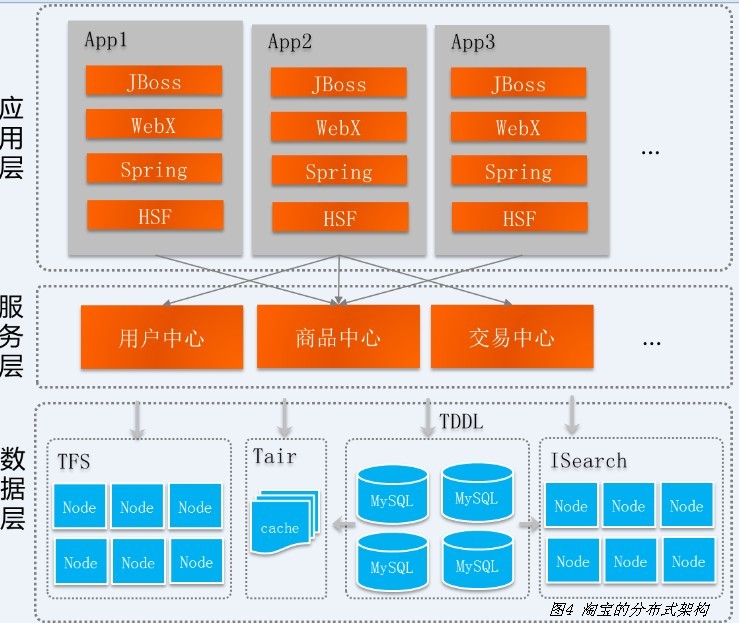 应用层
App1
JBoss
WebX
Spring
HSF
App2
JBoss
WebX
Spring
HSF
App3
JBoss
WebX
Spring
HSF
...
服务层
用户中心
商品中心
交易中心
...
数据层
TFS
Node Node Node
Node Node Node
Tair
cache
TDDL
MySQL MySQL
MySQL MySQL
ISearch
Node Node Node
Node Node Node
图4 淘宝的分布式架构